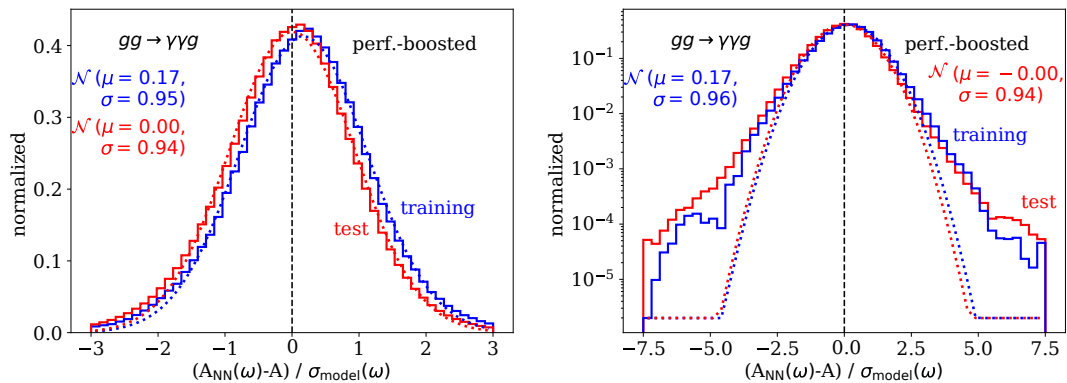 gg → γγg
perf.-boosted
𝒩 (μ = 0.17,
σ = 0.95)
𝒩 (μ = 0.00,
σ = 0.94)
training
test
normalized
0.4
0.3
0.2
0.1
0.0
−3 −2 −1 0 1 2 3
(A_NN(ω)-A) / σ_model(ω)
gg → γγg
perf.-boosted
𝒩 (μ = 0.17,
σ = 0.96)
𝒩 (μ = − 0.00,
σ = 0.94)
training
test
normalized
10⁻¹
10⁻²
10⁻³
10⁻⁴
10⁻⁵
−7.5 −5.0 −2.5 0.0 2.5 5.0 7.5
(A_NN(ω)-A) / σ_model(ω)